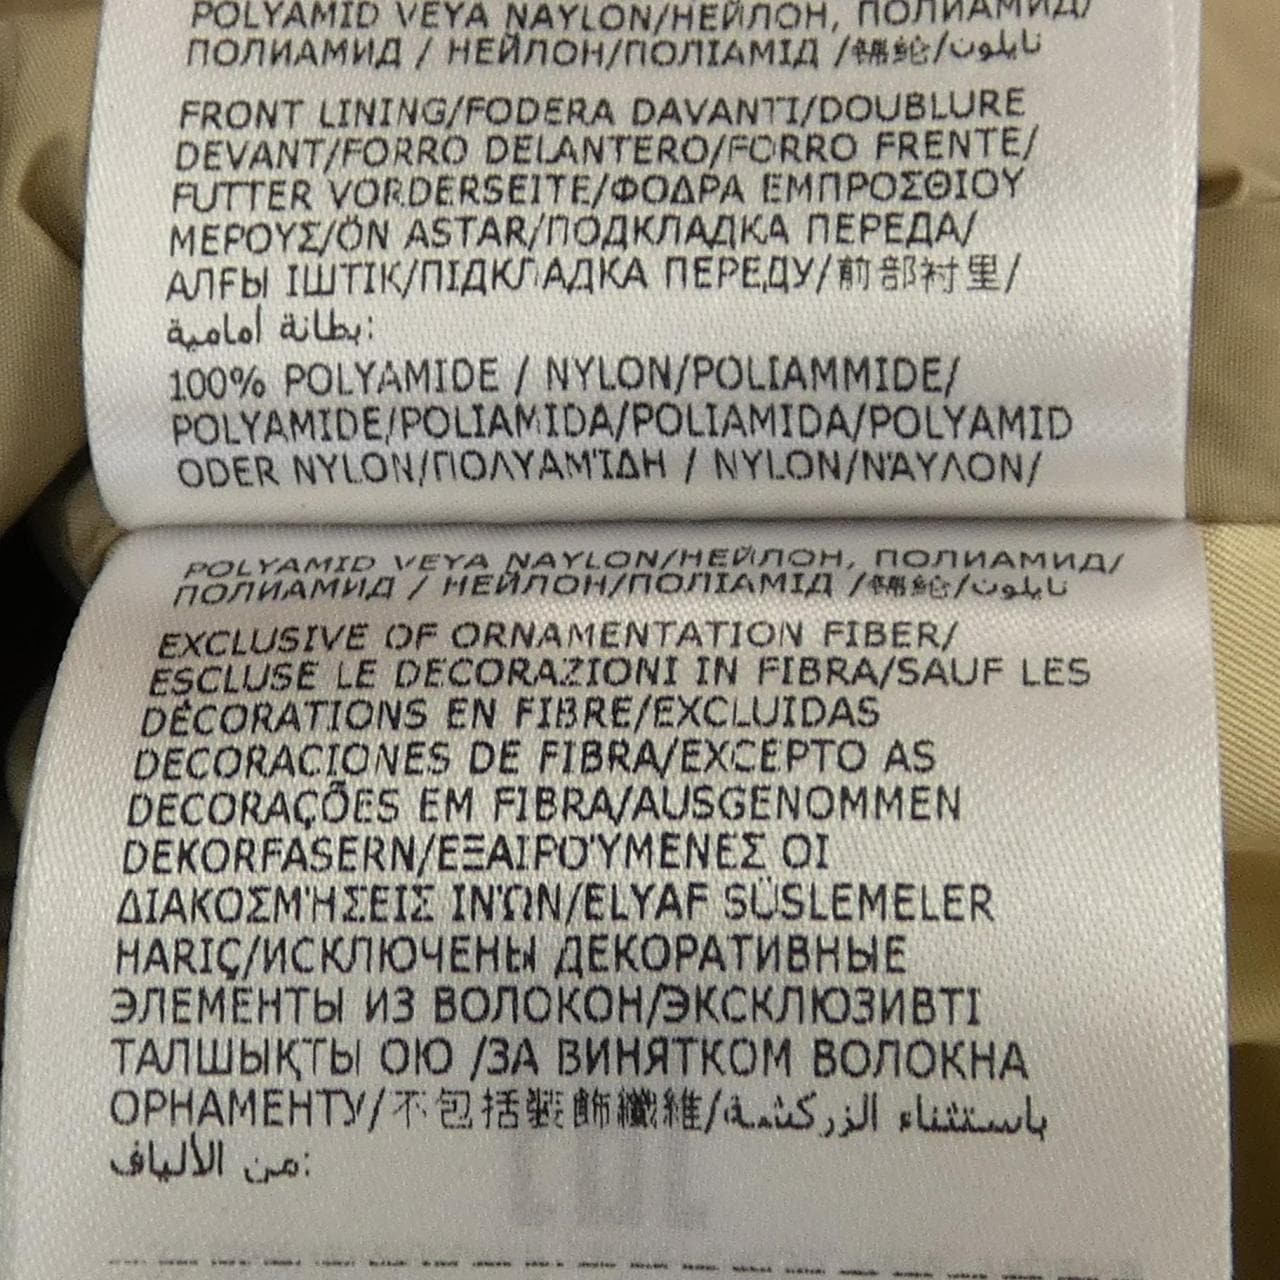 POLYAMID VEYA NAYLON/НЕЙЛОН, ПОЛИАМИД/
ПОЛИАМИД / НЕЙЛОН/ПОЛІАМІД /錦綸/نايلون
FRONT LINING/FODERA DAVANTI/DOUBLURE
DEVANT/FORRO DELANTERO/FORRO FRENTE/
FUTTER VORDERSEITE/ΦΟΔΡΑ ΕΜΠΡΟΣΘΙΟΥ
ΜΕΡΟΥΣ/ÖN ASTAR/ПОДКЛАДКА ПЕРЕДА/
АЛҒЫ ІШТІК/ПІДКЛАДКА ПЕРЕДУ/前部衬里/
بطانة أمامية:
100% POLYAMIDE / NYLON/POLIAMMIDE/
POLYAMIDE/POLIAMIDA/POLIAMIDA/POLYAMID
ODER NYLON/ΠΟΛΥΑΜΊΔΗ / NYLON/ΝΆΥΛΟΝ/
POLYAMID VEYA NAYLON/НЕЙЛОН, ПОЛИАМИД/
ПОЛИАМИД / НЕЙЛОН/ПОЛІАМІД /錦綸/نايلون
EXCLUSIVE OF ORNAMENTATION FIBER/
ESCLUSE LE DECORAZIONI IN FIBRA/SAUF LES
DÉCORATIONS EN FIBRE/EXCLUIDAS
DECORACIONES DE FIBRA/EXCEPTO AS
DECORAÇÕES EM FIBRA/AUSGENOMMEN
DEKORFASERN/ΕΞΑΙΡΟΎΜΕΝΕΣ ΟΙ
ΔΙΑΚΟΣΜΉΣΕΙΣ ΙΝΏΝ/ELYAF SÜSLEMELER
HARIÇ/ИСКЛЮЧЕНЫ ДЕКОРАТИВНЫЕ
ЭЛЕМЕНТЫ ИЗ ВОЛОКОН/ЭКСКЛЮЗИВТІ
ТАЛШЫҚТЫ ОЮ /ЗА ВИНЯТКОМ ВОЛОКНА
ОРНАМЕНТУ/不包括裝飾纖維/باستثناء الزركشة
من الألياف: